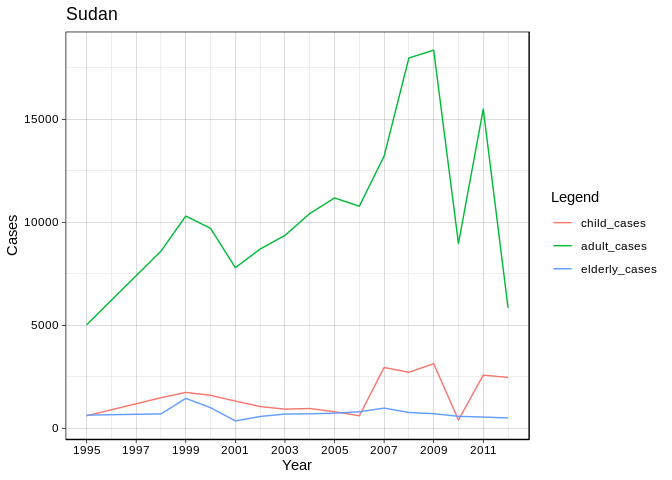 Sudan
Cases
15000
10000
5000
0
1995 1997 1999 2001 2003 2005 2007 2009 2011
Year
Legend
child_cases
adult_cases
elderly_cases